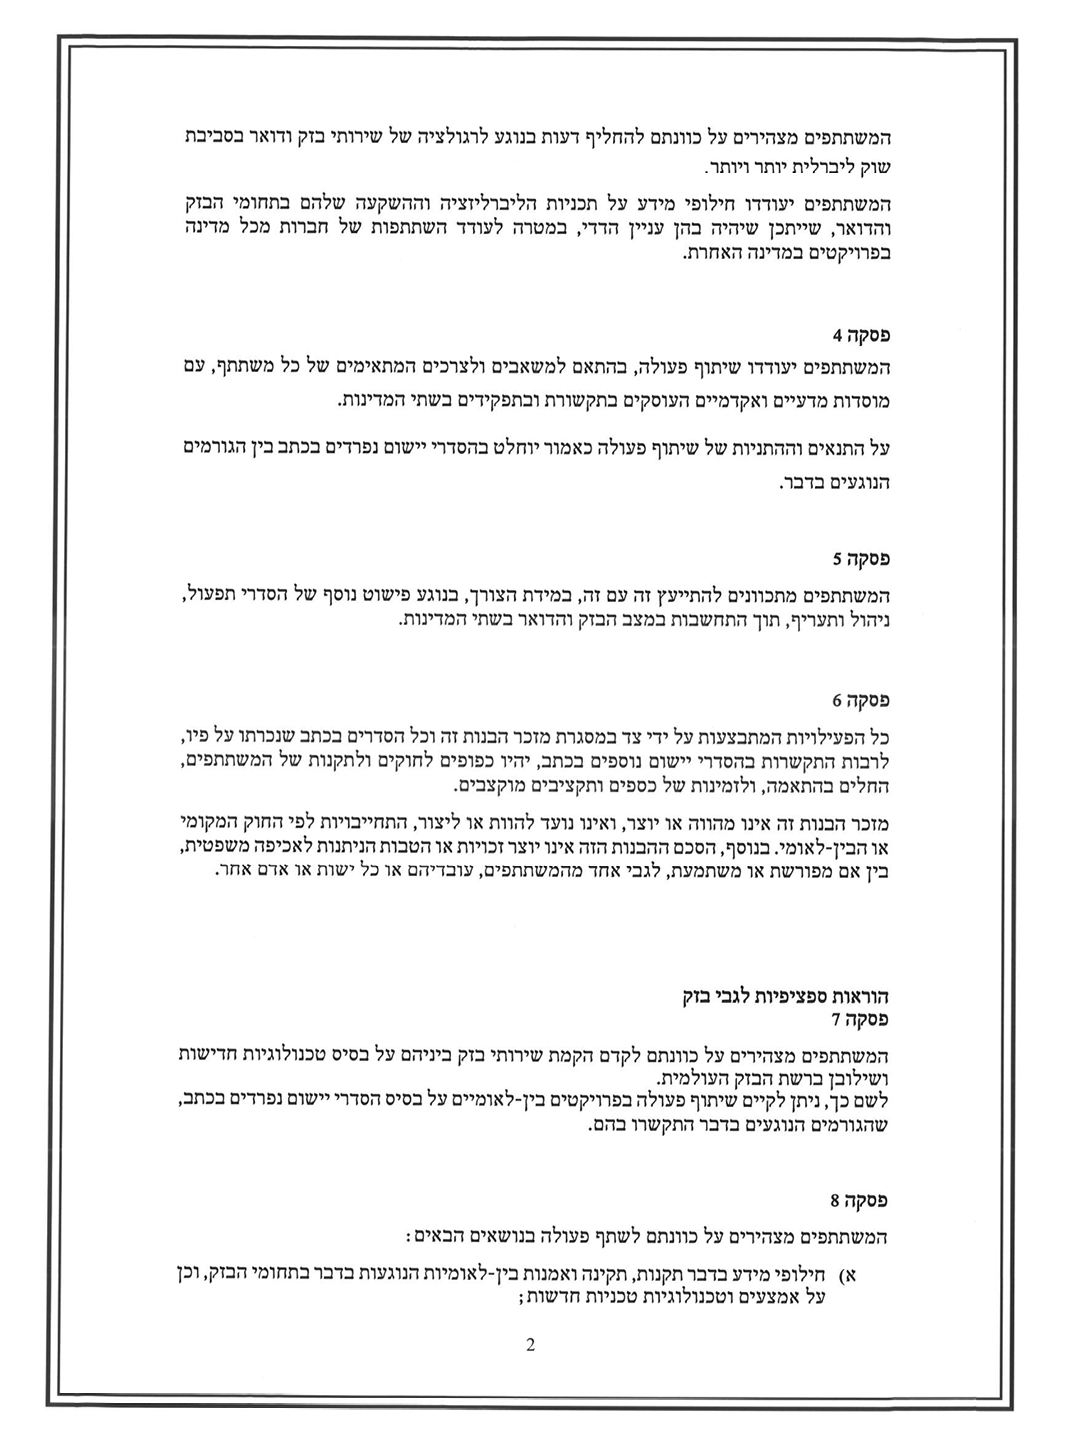 המשתתפים מצהירים על כוונתם להחליף דעות בנוגע לרגולציה של שירותי בזק ודואר בסביבת
שוק ליברלית יותר ויותר.
המשתתפים יעודדו חילופי מידע על תכניות הליברליזציה וההשקעה שלהם בתחומי הבזק
והדואר, שייתכן שיהיה בהן עניין הדדי, במטרה לעודד השתתפות של חברות מכל מדינה
בפרויקטים במדינה האחרת.
פסקה 4
המשתתפים יעודדו שיתוף פעולה, בהתאם למשאבים ולצרכים המתאימים של כל משתתף, עם
מוסדות מדעיים ואקדמיים העוסקים בתקשורת ובתפקידים בשתי המדינות.
על התנאים וההתניות של שיתוף פעולה כאמור יוחלט בהסדרי יישום נפרדים בכתב בין הגורמים
הנוגעים בדבר.
פסקה 5
המשתתפים מתכוונים להתייעץ זה עם זה, במידת הצורך, בנוגע פישוט נוסף של הסדרי תפעול,
ניהול ותעריף, תוך התחשבות במצב הבזק והדואר בשתי המדינות.
פסקה 6
כל הפעילויות המתבצעות על ידי צד במסגרת מזכר הבנות זה וכל הסדרים בכתב שנכרתו על פיו,
לרבות התקשרות בהסדרי יישום נוספים בכתב, יהיו כפופים לחוקים ולתקנות של המשתתפים,
החלים בהתאמה, ולזמינות של כספים ותקציבים מוקצבים.
מזכר הבנות זה אינו מהווה או יוצר, ואינו נועד להוות או ליצור, התחייבויות לפי החוק המקומי
או הבין-לאומי. בנוסף, הסכם ההבנות הזה אינו יוצר זכויות או הטבות הניתנות לאכיפה משפטית,
בין אם מפורשת או משתמעת, לגבי אחד מהמשתתפים, עובדיהם או כל ישות או אדם אחר.
הוראות ספציפיות לגבי בזק
פסקה 7
המשתתפים מצהירים על כוונתם לקדם הקמת שירותי בזק ביניהם על בסיס טכנולוגיות חדישות
ושילובן ברשת הבזק העולמית.
לשם כך, ניתן לקיים שיתוף פעולה בפרויקטים בין-לאומיים על בסיס הסדרי יישום נפרדים בכתב,
שהגורמים הנוגעים בדבר התקשרו בהם.
פסקה 8
המשתתפים מצהירים על כוונתם לשתף פעולה בנושאים הבאים:
א) חילופי מידע בדבר תקנות, תקינה ואמנות בין-לאומיות הנוגעות בדבר בתחומי הבזק, וכן
על אמצעים וטכנולוגיות טכניות חדשות;
2